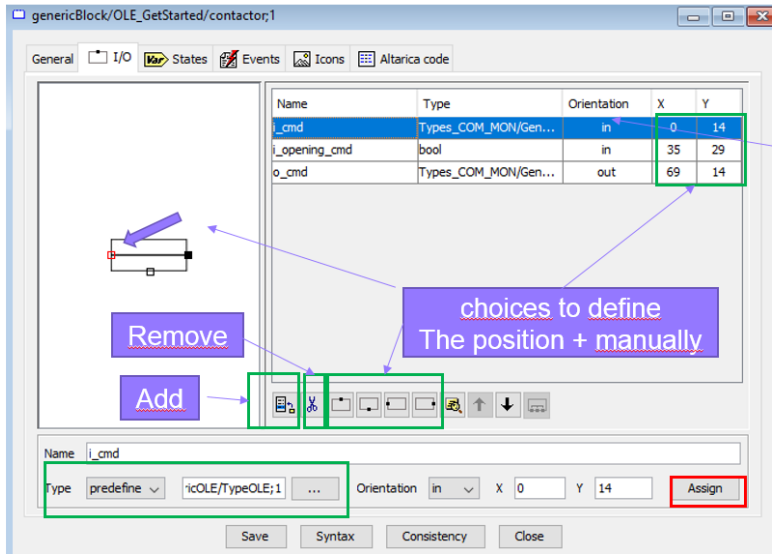 genericBlock/OLE_GetStarted/contactor;1
General I/O Var States Events Icons Altarica code
Name Type Orientation X Y
i_cmd Types_COM_MON/Gen... in 0 14
i_opening_cmd bool in 35 29
o_cmd Types_COM_MON/Gen... out 69 14
choices to define
The position + manually
Remove
Add
Name i_cmd
Type predefine ricOLE/TypeOLE;1 ... Orientation in X 0 Y 14 Assign
Save Syntax Consistency Close